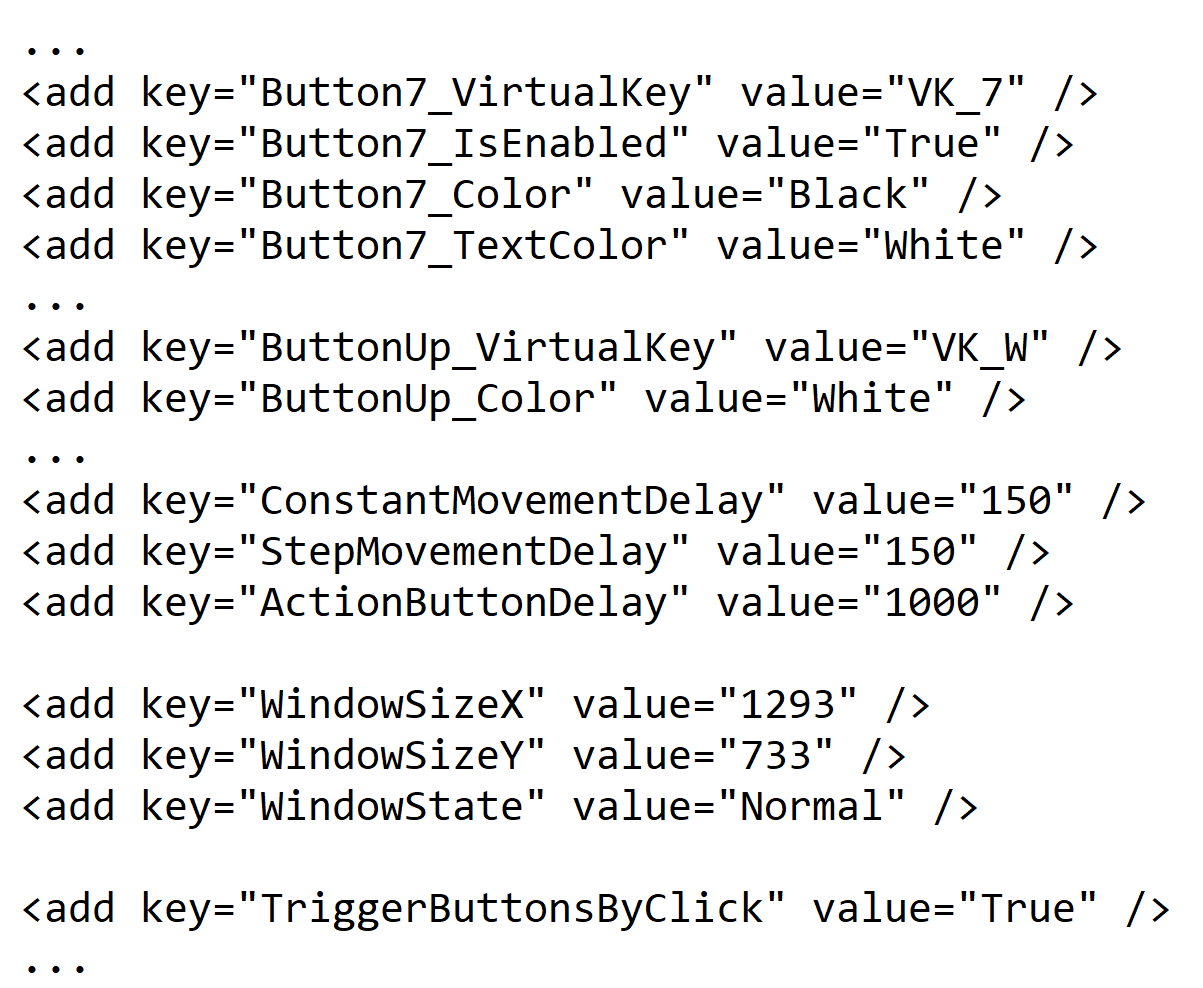 ...
<add key="Button7_VirtualKey" value="VK_7" />
<add key="Button7_IsEnabled" value="True" />
<add key="Button7_Color" value="Black" />
<add key="Button7_TextColor" value="White" />
...
<add key="ButtonUp_VirtualKey" value="VK_W" />
<add key="ButtonUp_Color" value="White" />
...
<add key="ConstantMovementDelay" value="150" />
<add key="StepMovementDelay" value="150" />
<add key="ActionButtonDelay" value="1000" />

<add key="WindowSizeX" value="1293" />
<add key="WindowSizeY" value="733" />
<add key="WindowState" value="Normal" />

<add key="TriggerButtonsByClick" value="True" />
...